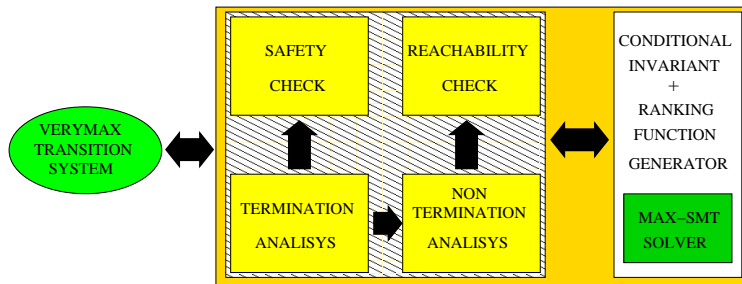 VERYMAX
TRANSITION
SYSTEM
SAFETY
CHECK
REACHABILITY
CHECK
TERMINATION
ANALISYS
NON
TERMINATION
ANALISYS
CONDITIONAL
INVARIANT
+
RANKING
FUNCTION
GENERATOR
MAX–SMT
SOLVER